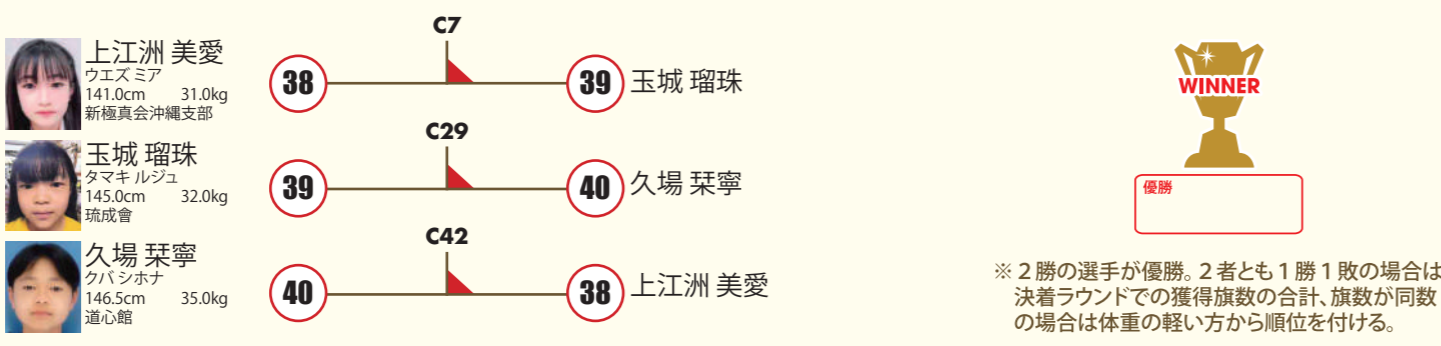 上江洲 美愛
ウエズ ミア
141.0cm 31.0kg
新極真会沖縄支部
C7
38
39
玉城 瑠珠
玉城 瑠珠
タマキ ルジュ
145.0cm 32.0kg
琉成會
C29
39
40
久場 栞寧
久場 栞寧
クバ シホナ
146.5cm 35.0kg
道心館
C42
40
38
上江洲 美愛
WINNER
優勝
※２勝の選手が優勝。２者とも１勝１敗の場合は
決着ラウンドでの獲得旗数の合計、旗数が同数
の場合は体重の軽い方から順位を付ける。